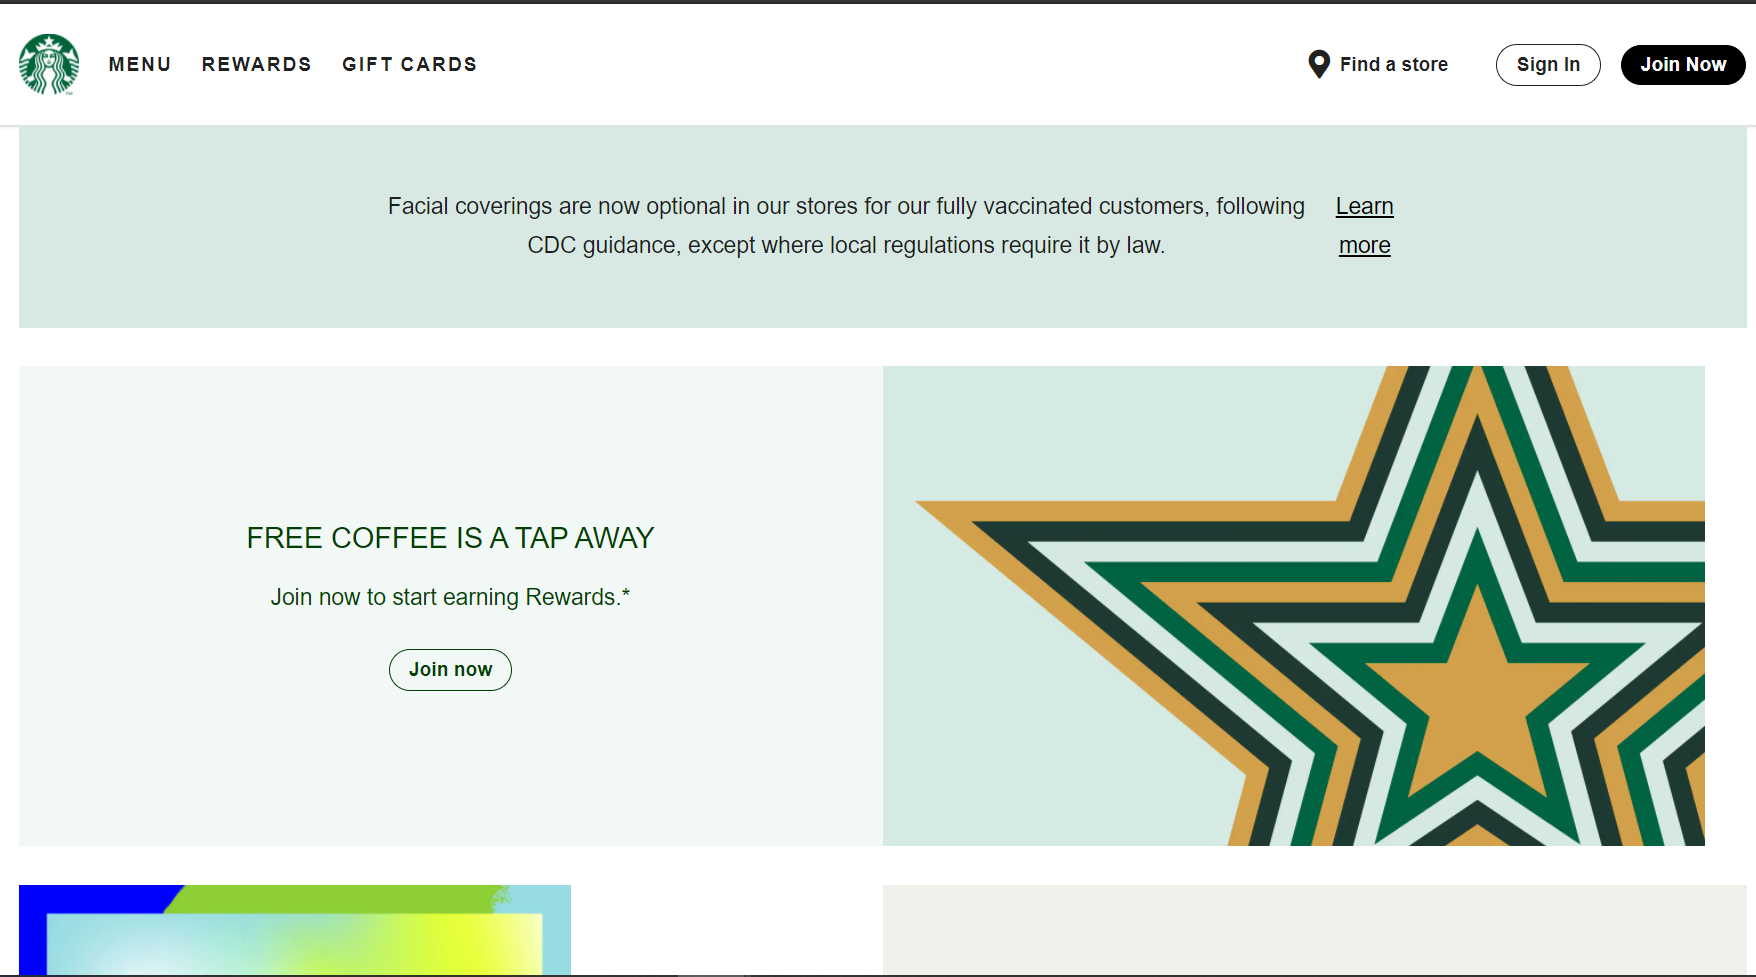 MENU REWARDS GIFT CARDS Find a store Sign In Join Now
Facial coverings are now optional in our stores for our fully vaccinated customers, following Learn
CDC guidance, except where local regulations require it by law. more
FREE COFFEE IS A TAP AWAY
Join now to start earning Rewards.*
Join now